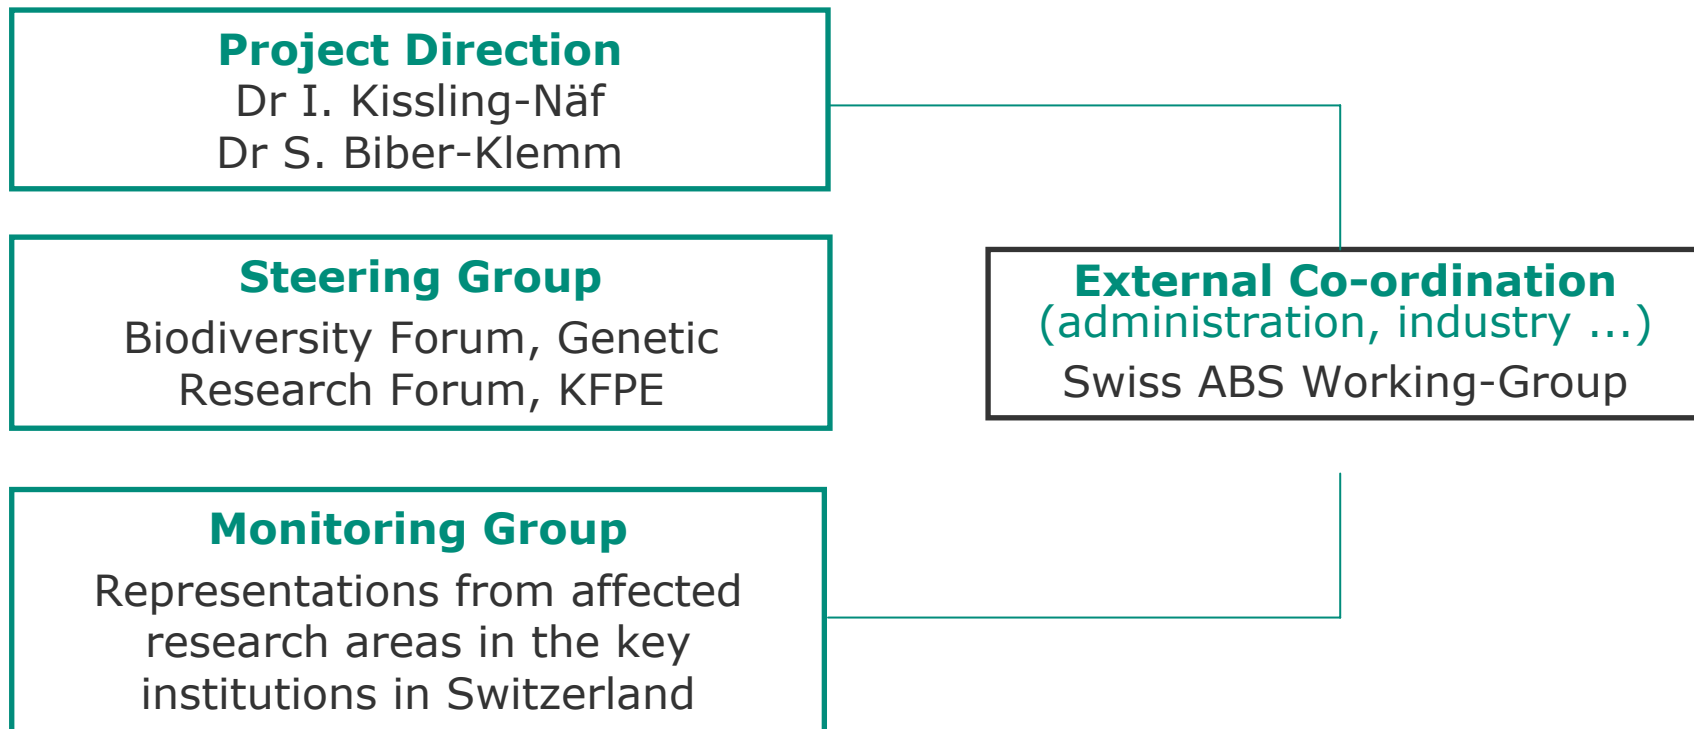 Project Direction
Dr I. Kissling-Näf
Dr S. Biber-Klemm
Steering Group
Biodiversity Forum, Genetic
Research Forum, KFPE
External Co-ordination
(administration, industry ...)
Swiss ABS Working-Group
Monitoring Group
Representations from affected
research areas in the key
institutions in Switzerland